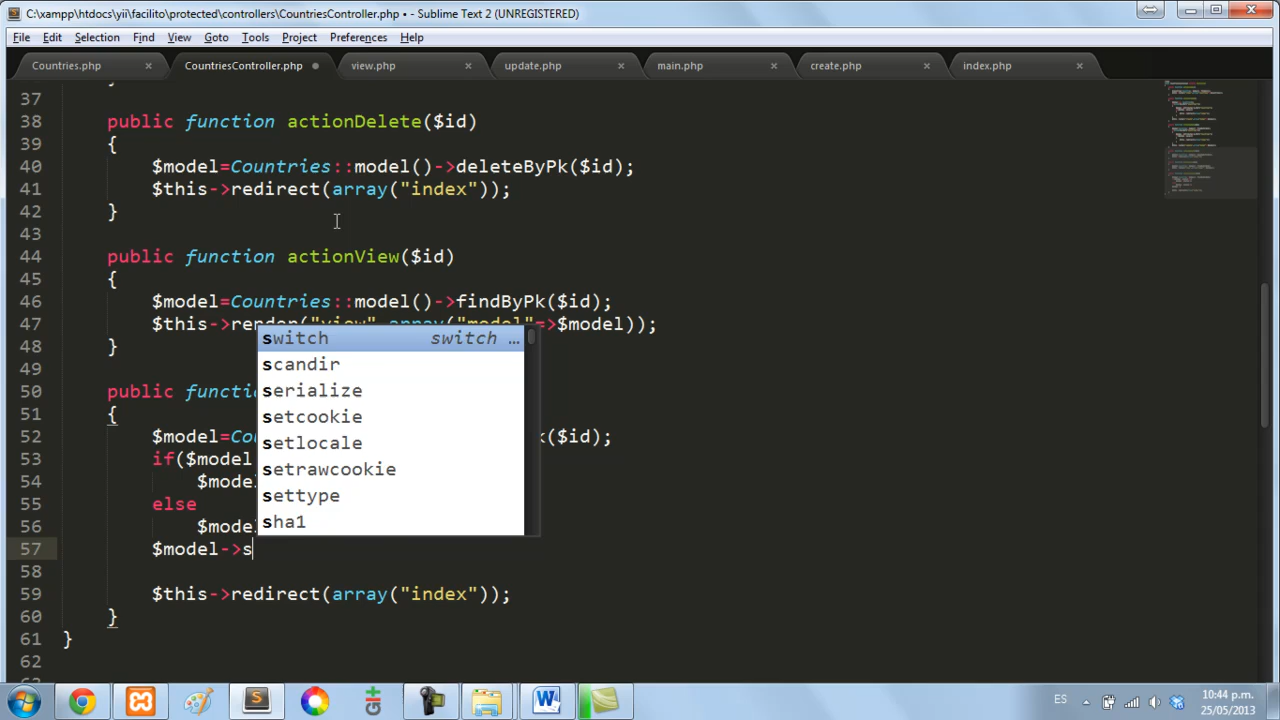 C:\xampp\htdocs\yii\facilito\protected\controllers\CountriesController.php • - Sublime Text 2 (UNREGISTERED)
File Edit Selection Find View Goto Tools Project Preferences Help
Countries.php CountriesController.php view.php update.php main.php create.php index.php
37
38 public function actionDelete($id)
39 {
40 $model=Countries::model()->deleteByPk($id);
41 $this->redirect(array("index"));
42 }
43
44 public function actionView($id)
45 {
46 $model=Countries::model()->findByPk($id);
47 $this->render("view",array("model"=>$model));
48 }
switch switch ...
scandir
49
50 public functio
serialize
51 {
setcookie
52 $model=Cou k($id);
setlocale
53 if($model
setrawcookie
54 $mode
settype
55 else
56 $mode
sha1
57 $model->s
58
59 $this->redirect(array("index"));
60 }
61 }
62
ES 10:44 p.m.
25/05/2013